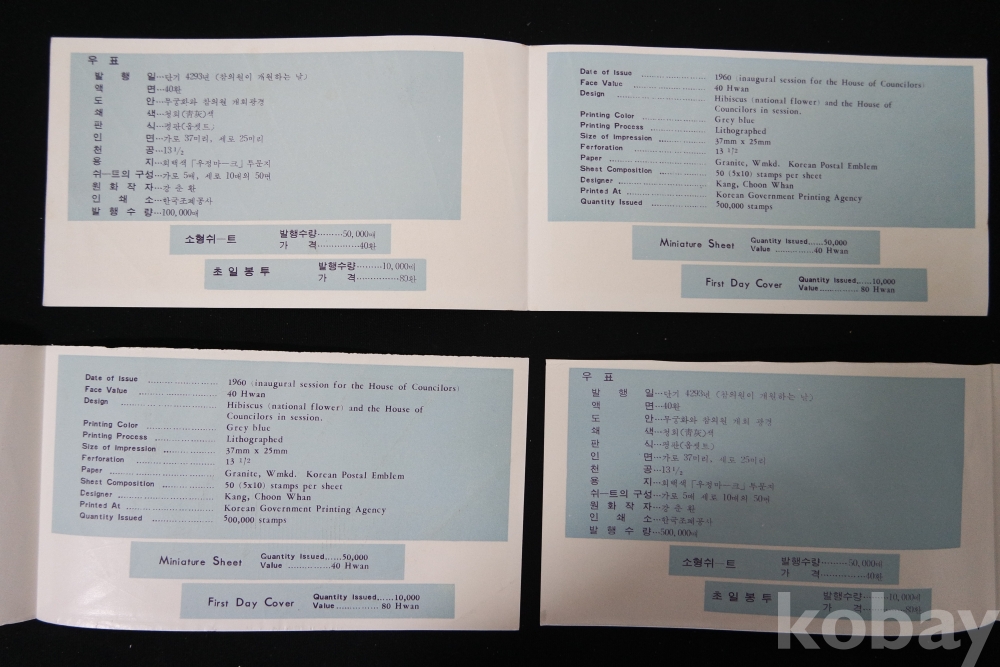 우 표
발 행 일…단기 4293년 (참의원이 개원하는 날)
액 면…40환
도 안…무궁화와 참의원 개회광경
쇄 색…청회(靑灰)색
판 식…평판(옵셑드)
인 면…가로 37미리, 세로 25미리
천 공…13 1/2
용 지…회백색 「우정마—크」 투문지
쉬—트의 구성…가로 5매, 세로 10매의 50면
원 화 작 자…강 춘 환
인 쇄 소…한국조폐공사
발 행 수 량…100,000매
소형쉬—트 발행수량………50,000매
가 격……………40환
초 일 봉 투 발행수량………10,000매
가 격……………80환
Date of Issue .................... 1960 (inaugural session for the House of Councilors)
Face Value .................... 40 Hwan
Design .................... Hibiscus (national flower) and the House of
Councilors in session.
Printing Color .................... Grey blue
Printing Process .................... Lithographed
Size of Impression .................... 37mm x 25mm
Ferforation .................... 13 1/2
Paper .................... Granite, Wmkd. Korean Postal Emblem
Sheet Composition .................... 50 (5x10) stamps per sheet
Designer .................... Kang, Choon Whan
Printed At .................... Korean Government Printing Agency
Quantity Issued .................... 500,000 stamps
Miniature Sheet Quantity Issued.....50,000
Value ...............40 Hwan
First Day Cover Quantity Issued.....10,000
Value............... 80 Hwan
Date of Issue .................... 1960 (inaugural session for the House of Councilors)
Face Value .................... 40 Hwan
Design .................... Hibiscus (national flower) and the House of
Councilors in session.
Printing Color .................... Grey blue
Printing Process .................... Lithographed
Size of Impression .................... 37mm x 25mm
Ferforation .................... 13 1/2
Paper .................... Granite, Wmkd. Korean Postal Emblem
Sheet Composition .................... 50 (5x10) stamps per sheet
Designer .................... Kang, Choon Whan
Printed At .................... Korean Government Printing Agency
Quantity Issued .................... 500,000 stamps
Miniature Sheet Quantity Issued.....50,000
Value ...............40 Hwan
First Day Cover Quantity Issued.....10,000
Value............... 80 Hwan
우 표
발 행 일…단기 4293년 (참의원이 개원하는 날)
액 면…40환
도 안…무궁화와 참의원 개회 광경
쇄 색…청회(靑灰)색
판 식…평판(옵셑드)
인 면…가로 37미리, 세로 25미리
천 공…13 1/2
용 지…회백색 「우정마—크」 투문지
쉬—트의 구성…가로 5매 세로 10매의 50면
원 화 작 자…강 춘 환
인 쇄 소…한국조폐공사
발 행 수 량…500,000매
소형쉬—트 발행수량………50,000매
가 격……………40환
초 일 봉 투 발행수량………10,000매
가 격……………80환
kobay